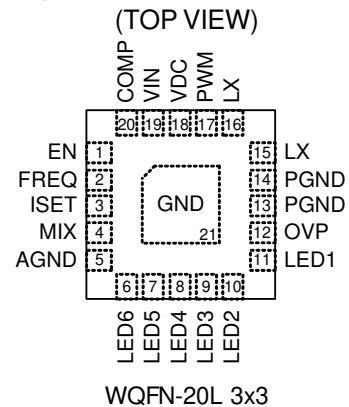 (TOP VIEW)
COMP VIN VDC PWM LX
20 19 18 17 16
EN 1 15 LX
FREQ 2 14 PGND
ISET 3 GND 13 PGND
MIX 4 12 OVP
AGND 5 21 11 LED1
6 7 8 9 10
LED6 LED5 LED4 LED3 LED2
WQFN-20L 3x3